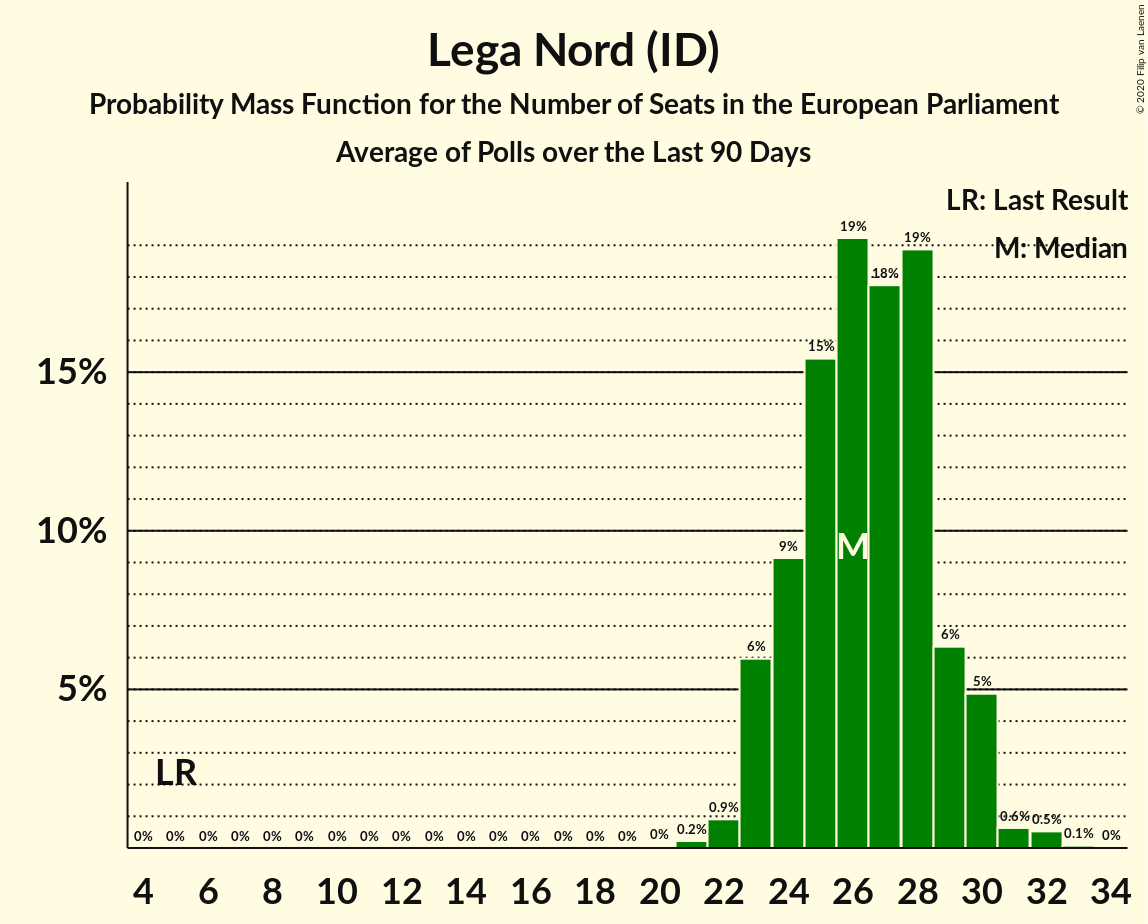 Lega Nord (ID)
Probability Mass Function for the Number of Seats in the European Parliament
Average of Polls over the Last 90 Days
© 2020 Filip van Laenen
LR: Last Result
M: Median
15%
10%
5%
0% 0% 0% 0% 0% 0% 0% 0% 0% 0% 0% 0% 0% 0% 0% 0% 0% 0.2% 0.9% 6% 9% 15% 19% 18% 19% 6% 5% 0.6% 0.5% 0.1% 0%
M
LR
4 6 8 10 12 14 16 18 20 22 24 26 28 30 32 34